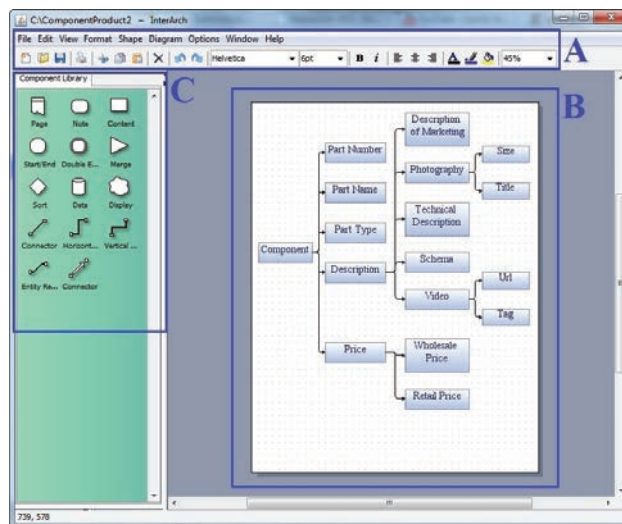 C:\ComponentProduct2 - InterArch
File Edit View Format Shape Diagram Options Window Help
Helvetica 6pt B i 45%
A
Component Library
C
Page Note Content
Start/End Double E... Merge
Sort Data Display
Connector Horizont... Vertical ...
Entity Re... Connector
B
Description
of Marketing
Part Number
Size
Photography
Part Name
Title
Technical
Description
Part Type
Component
Schema
Description
Url
Video
Tag
Price
Wholesale
Price
Retail Price
739, 578